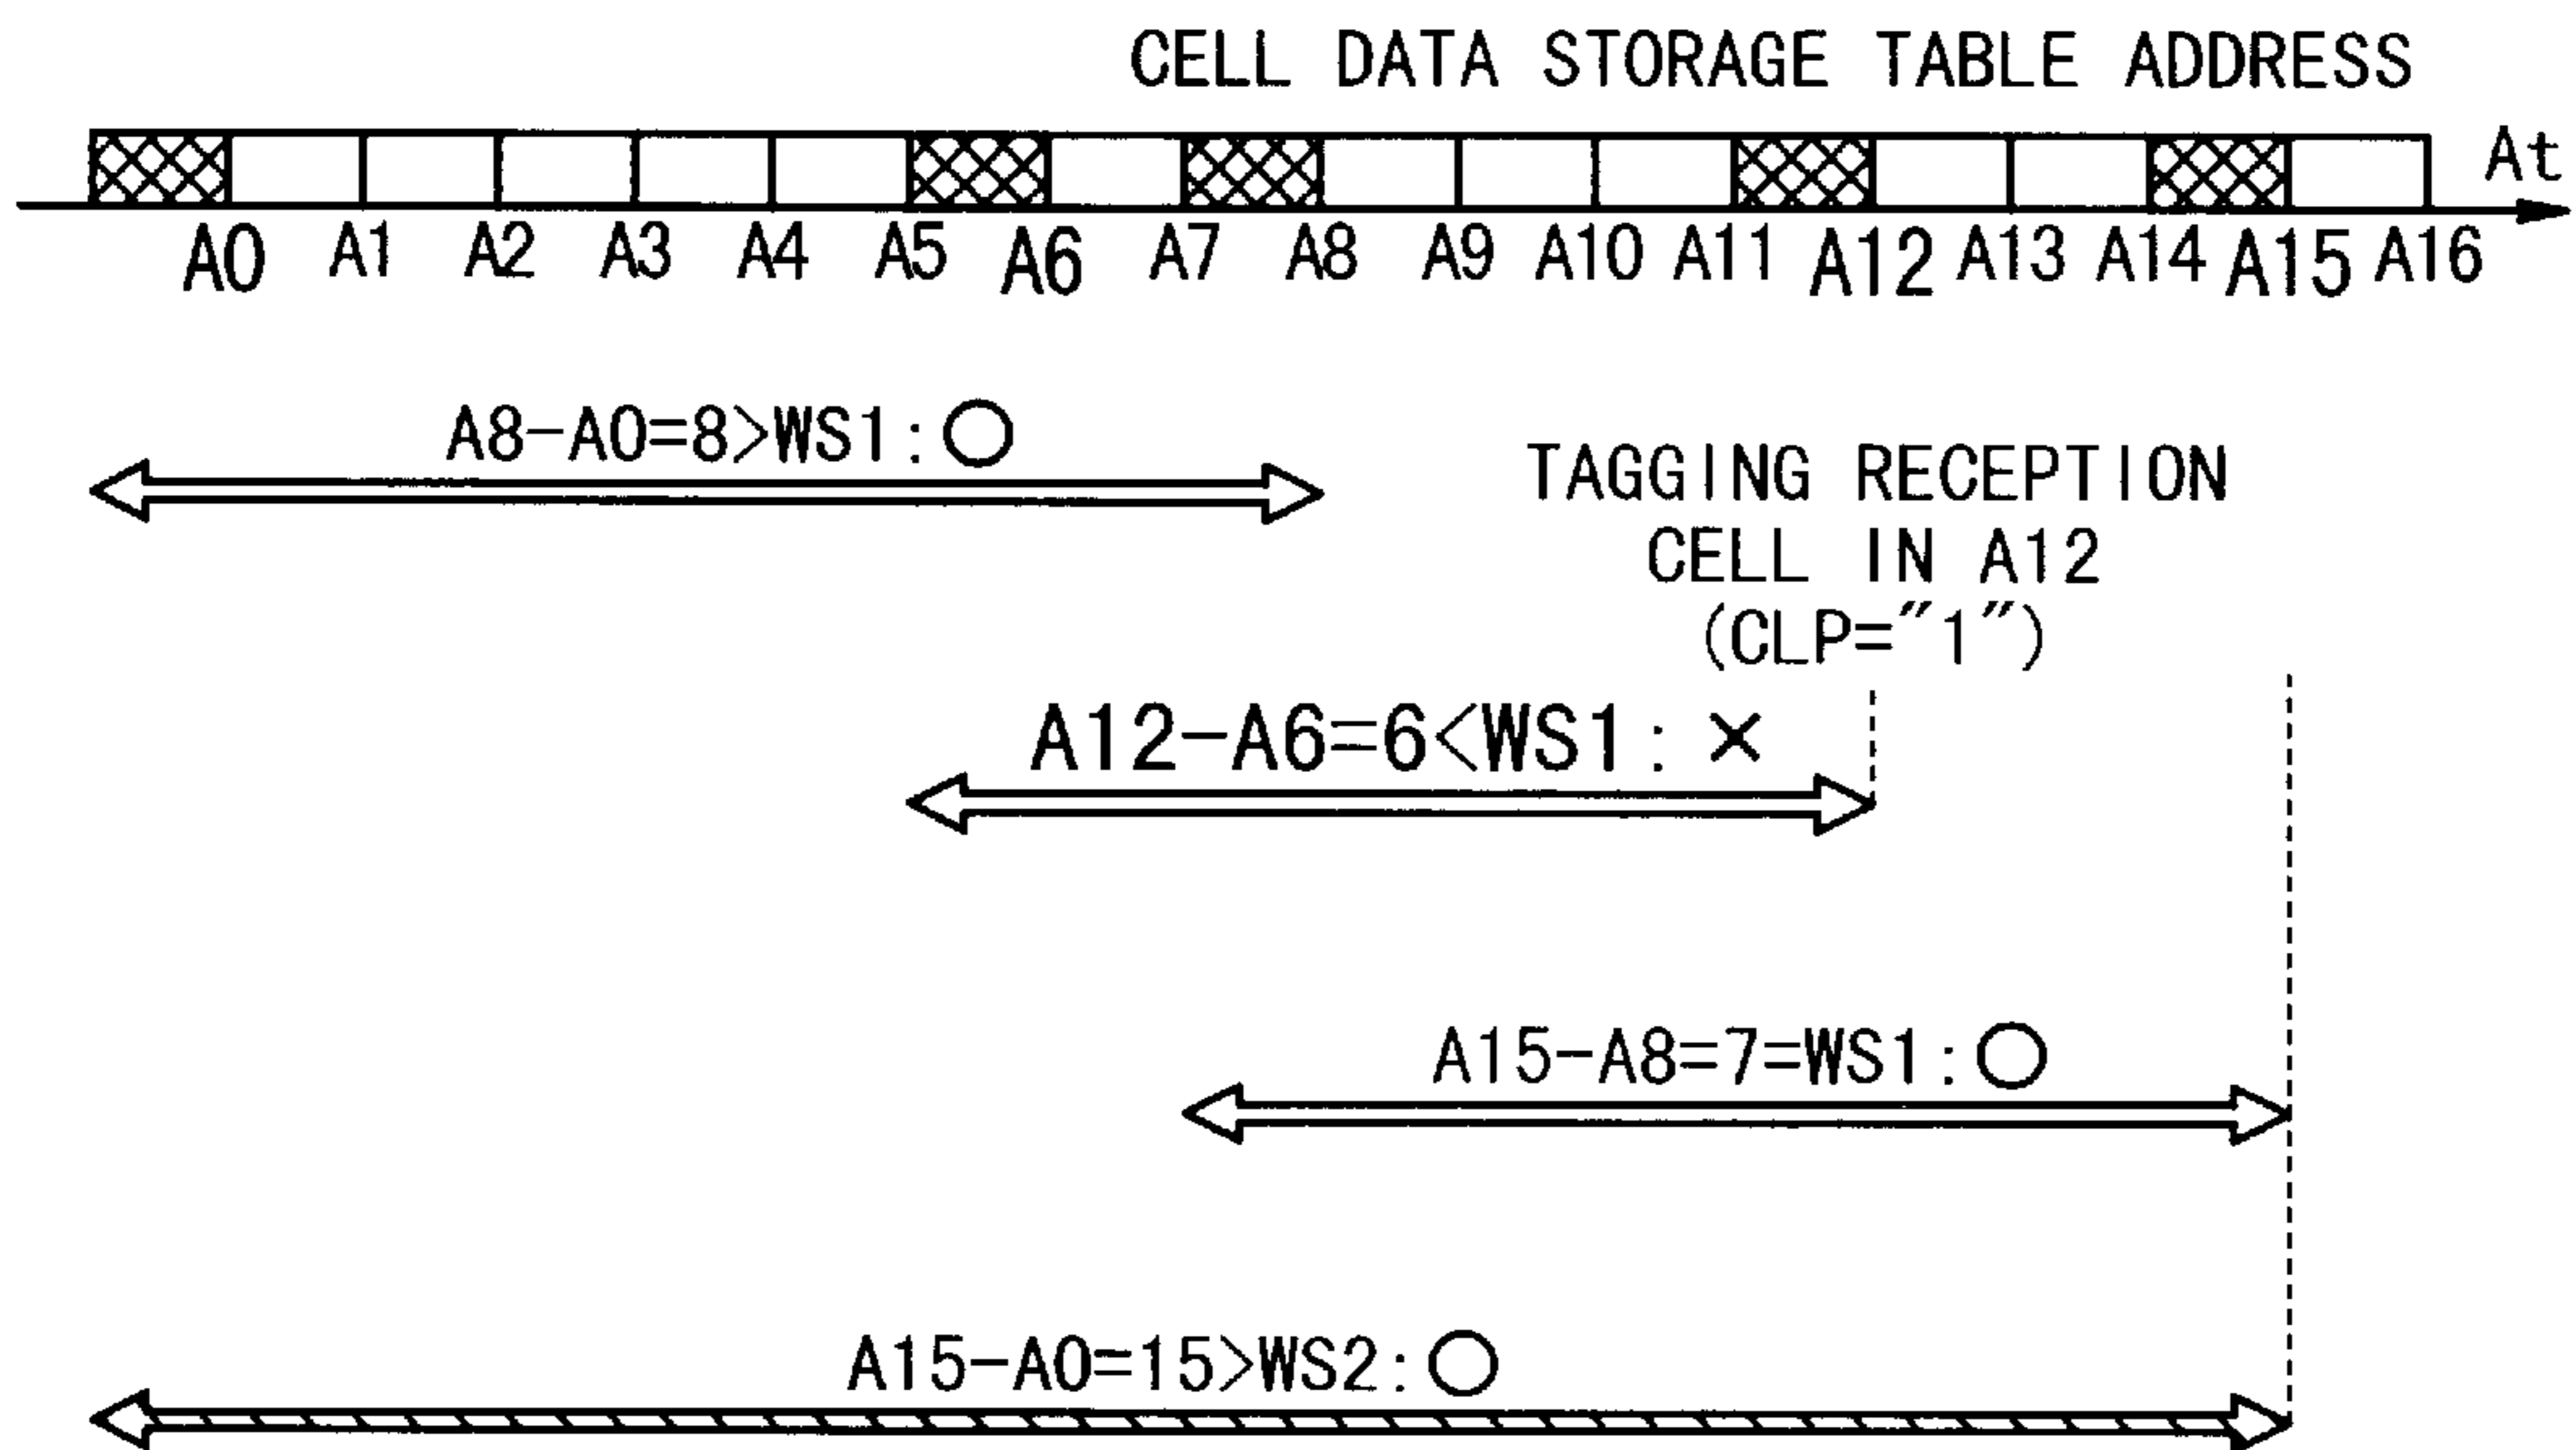 CELL DATA STORAGE TABLE ADDRESS
At
A0 A1 A2 A3 A4 A5 A6 A7 A8 A9 A10 A11 A12 A13 A14 A15 A16
A8-A0=8>WS1:○
TAGGING RECEPTION
CELL IN A12
(CLP="1")
A12-A6=6<WS1: ×
A15-A8=7=WS1:○
A15-A0=15>WS2:○